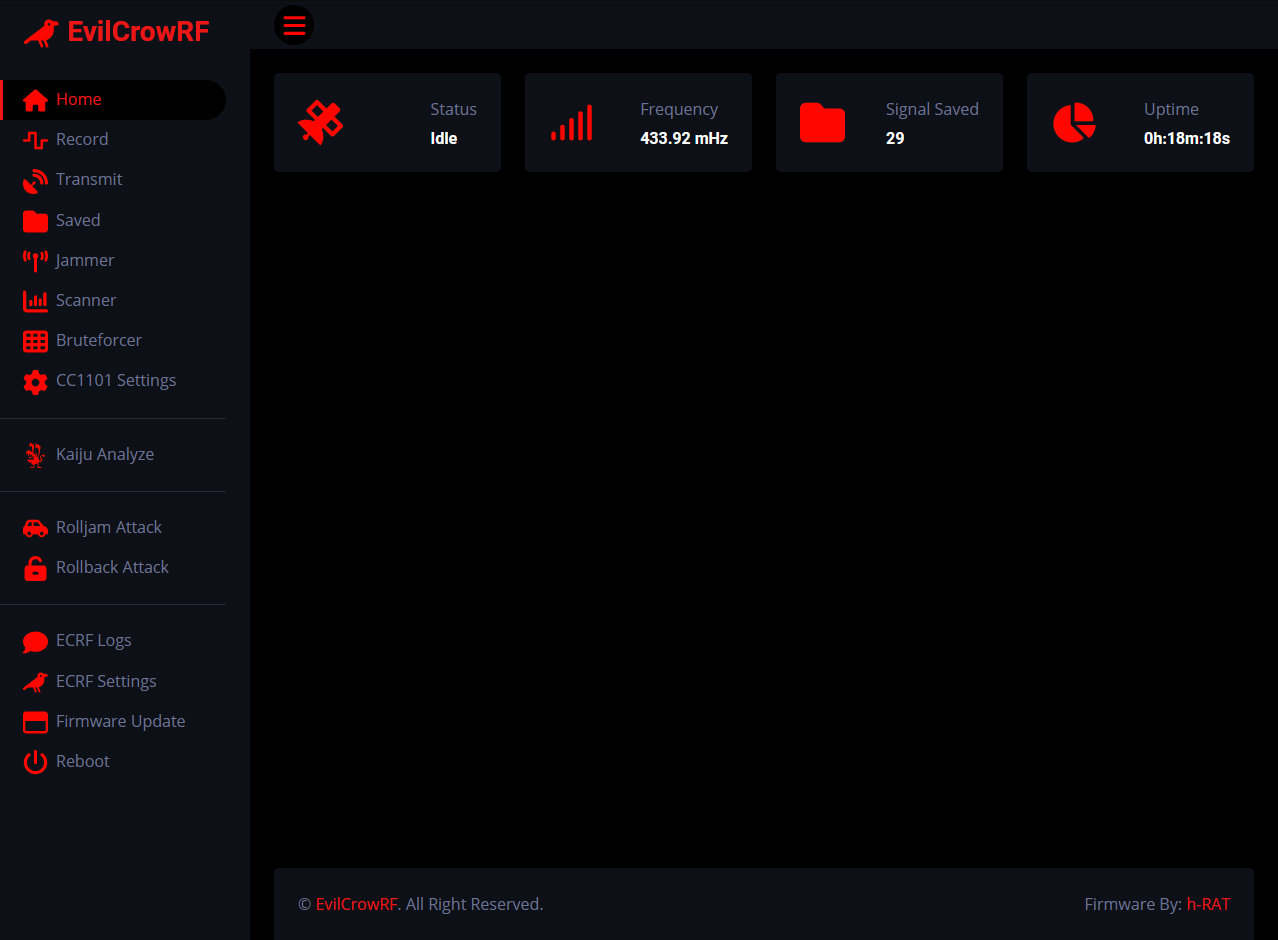 EvilCrowRF
Home
Record
Transmit
Saved
Jammer
Scanner
Bruteforcer
CC1101 Settings
Kaiju Analyze
Rolljam Attack
Rollback Attack
ECRF Logs
ECRF Settings
Firmware Update
Reboot
Status
Idle
Frequency
433.92 mHz
Signal Saved
29
Uptime
0h:18m:18s
© EvilCrowRF. All Right Reserved.
Firmware By: h-RAT